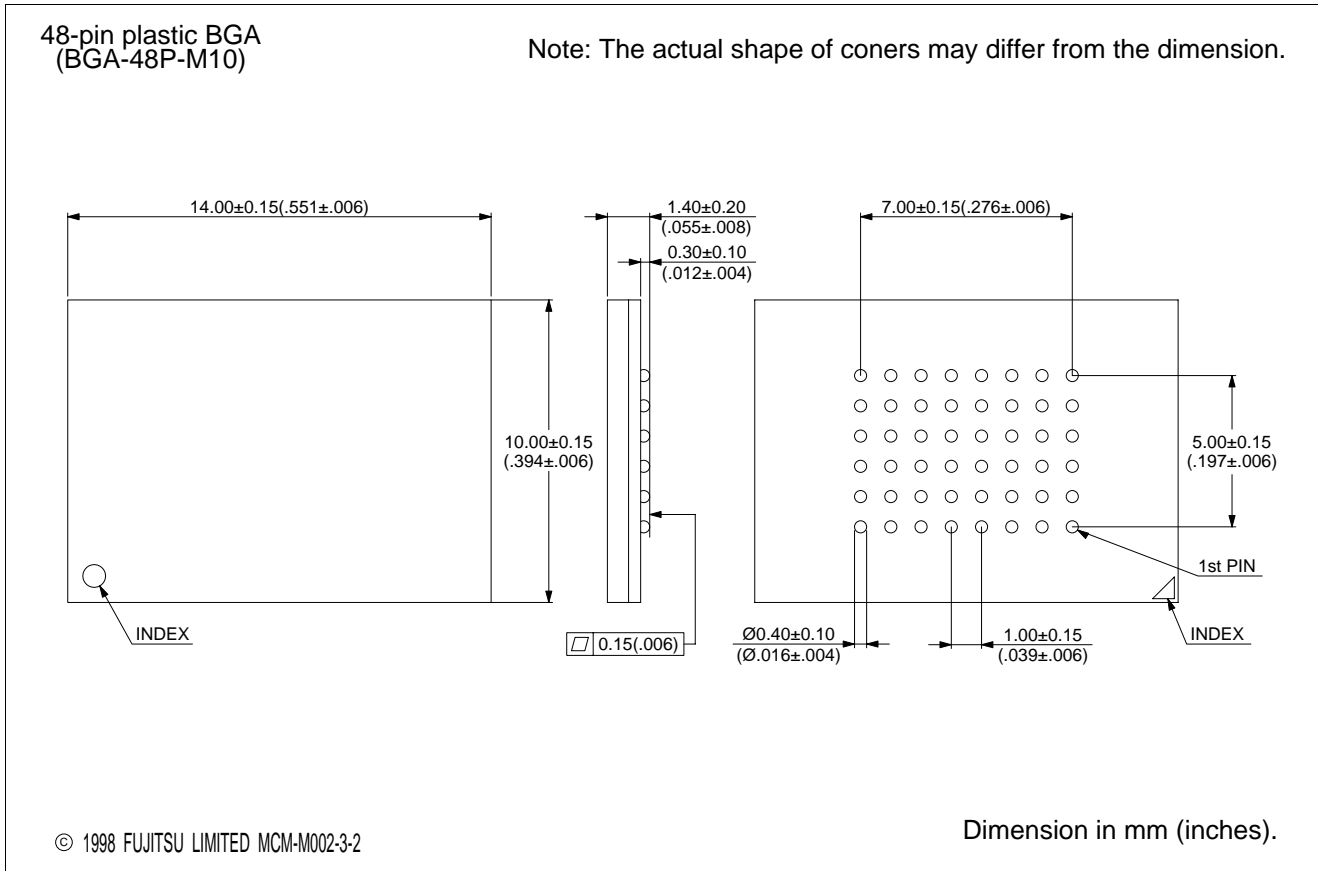 48-pin plastic BGA
(BGA-48P-M10)
Note: The actual shape of coners may differ from the dimension.
14.00±0.15(.551±.006)
1.40±0.20
(.055±.008)
0.30±0.10
(.012±.004)
7.00±0.15(.276±.006)
10.00±0.15
(.394±.006)
5.00±0.15
(.197±.006)
1st PIN
INDEX
0.15(.006)
Ø0.40±0.10
(Ø.016±.004)
1.00±0.15
(.039±.006)
INDEX
© 1998 FUJITSU LIMITED MCM-M002-3-2
Dimension in mm (inches).